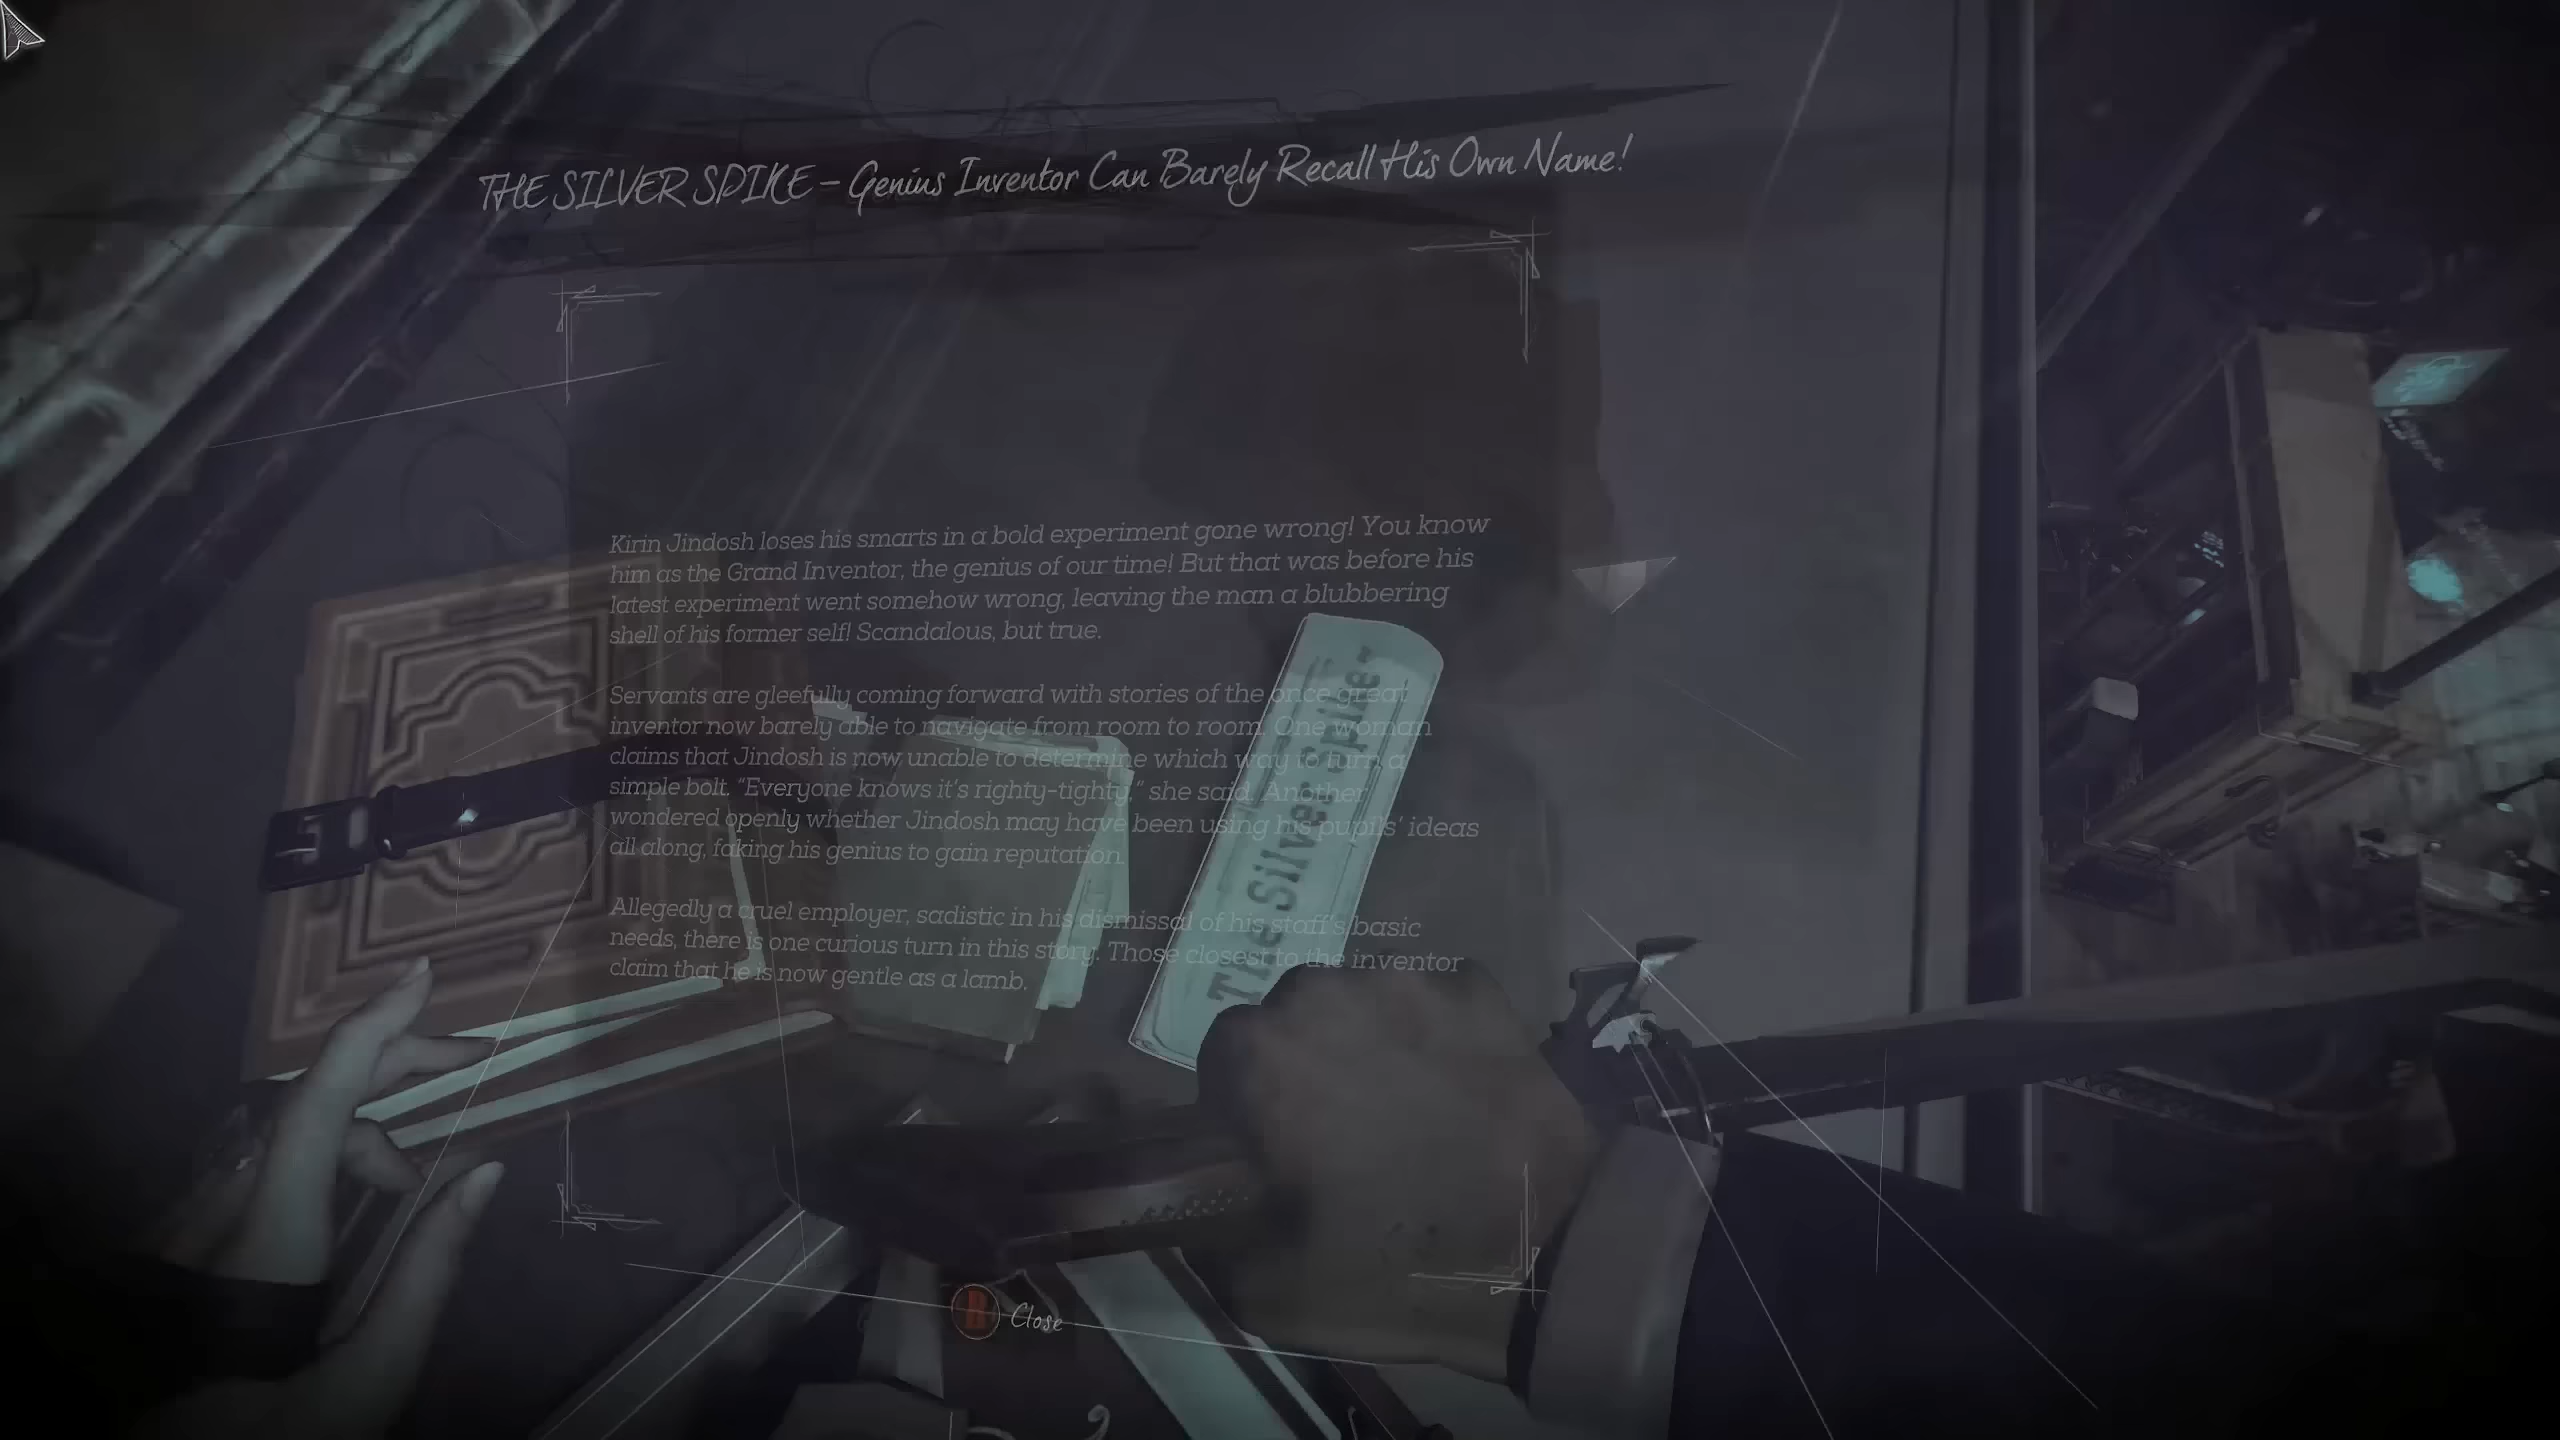 THE SILVER SPIKE – Genius Inventor Can Barely Recall His Own Name!
Kirin Jindosh loses his smarts in a bold experiment gone wrong! You know
him as the Grand Inventor, the genius of our time! But that was before his
latest experiment went somehow wrong, leaving the man a blubbering
shell of his former self! Scandalous, but true.
Servants are gleefully coming forward with stories of the once great
inventor now barely able to navigate from room to room. One woman
claims that Jindosh is now unable to determine which way to turn a
simple bolt. “Everyone knows it’s righty-tighty,” she said. Another
wondered openly whether Jindosh may have been using his pupils’ ideas
all along, faking his genius to gain reputation.
Allegedly a cruel employer, sadistic in his dismissal of his staff’s basic
needs, there is one curious turn in this story. Those closest to the inventor
claim that he is now gentle as a lamb.
The Silver Spike
B Close